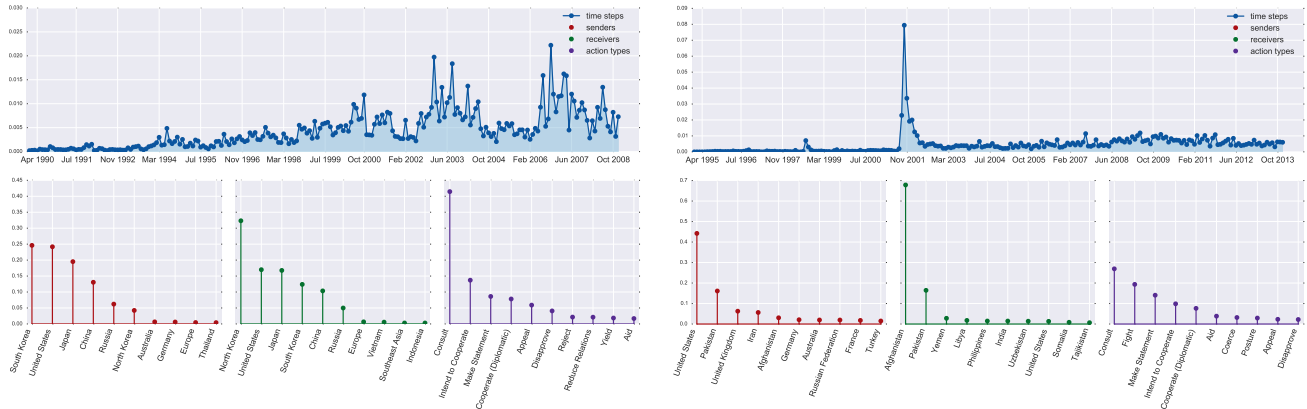 0.030
0.025
0.020
0.015
0.010
0.005
0.000
time steps
senders
receivers
action types
Apr 1990 Jul 1991 Nov 1992 Mar 1994 Jul 1995 Nov 1996 Mar 1998 Jul 1999 Oct 2000 Feb 2002 Jun 2003 Oct 2004 Feb 2006 Jun 2007 Oct 2008
0.09
0.08
0.07
0.06
0.05
0.04
0.03
0.02
0.01
0.00
time steps
senders
receivers
action types
Apr 1995 Jul 1996 Nov 1997 Mar 1999 Jul 2000 Nov 2001 Mar 2003 Jul 2004 Oct 2005 Feb 2007 Jun 2008 Oct 2009 Feb 2011 Jun 2012 Oct 2013
0.45
0.40
0.35
0.30
0.25
0.20
0.15
0.10
0.05
0.00
South Korea
United States
Japan
China
Russia
North Korea
Australia
Germany
Europe
Thailand
North Korea
United States
Japan
South Korea
China
Russia
Europe
Vietnam
Southeast Asia
Indonesia
Consult
Intend to Cooperate
Make Statement
Cooperate (Diplomatic)
Appeal
Disapprove
Reject
Reduce Relations
Yield
Aid
0.7
0.6
0.5
0.4
0.3
0.2
0.1
0.0
United States
Pakistan
United Kingdom
Iran
Afghanistan
Germany
Australia
Russian Federation
France
Turkey
Afghanistan
Pakistan
Yemen
Libya
Philippines
India
Uzbekistan
United States
Somalia
Tajikistan
Consult
Fight
Make Statement
Intend to Cooperate
Cooperate (Diplomatic)
Aid
Coerce
Posture
Appeal
Disapprove